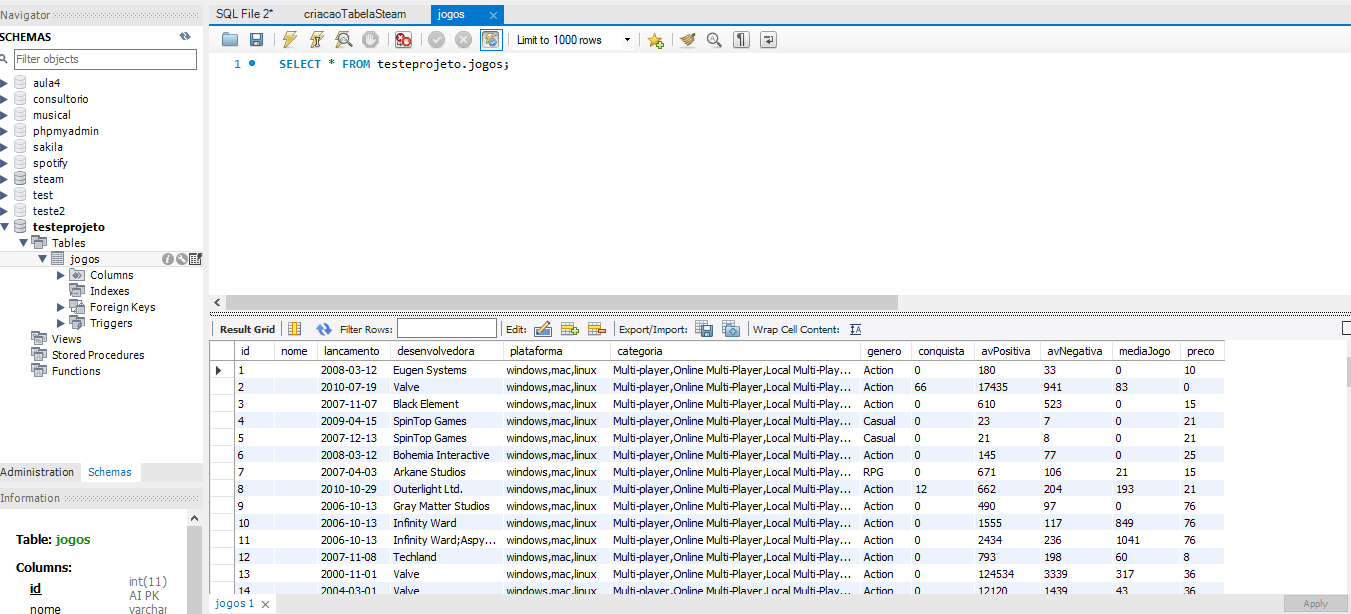 Navigator
SCHEMAS
Filter objects
aula4
consultorio
musical
phpmyadmin
sakila
spotify
steam
test
teste2
testeprojeto
Tables
jogos
Columns
Indexes
Foreign Keys
Triggers
Views
Stored Procedures
Functions
Administration Schemas
Information
Table: jogos
Columns:
id int(11) AI PK
nome varchar
SQL File 2* criacaoTabelaSteam jogos
Limit to 1000 rows
1 SELECT * FROM testeprojeto.jogos;
Result Grid Filter Rows: Edit: Export/Import: Wrap Cell Content:
id nome lancamento desenvolvedora plataforma categoria genero conquista avPositiva avNegativa mediaJogo preco
1 2008-03-12 Eugen Systems windows,mac,linux Multi-player,Online Multi-Player,Local Multi-Play... Action 0 180 33 0 10
2 2010-07-19 Valve windows,mac,linux Multi-player,Online Multi-Player,Local Multi-Play... Action 66 17435 941 83 0
3 2007-11-07 Black Element windows,mac,linux Multi-player,Online Multi-Player,Local Multi-Play... Action 0 610 523 0 15
4 2009-04-15 SpinTop Games windows,mac,linux Multi-player,Online Multi-Player,Local Multi-Play... Casual 0 23 7 0 21
5 2007-12-13 SpinTop Games windows,mac,linux Multi-player,Online Multi-Player,Local Multi-Play... Casual 0 21 8 0 21
6 2008-03-12 Bohemia Interactive windows,mac,linux Multi-player,Online Multi-Player,Local Multi-Play... Action 0 145 77 0 25
7 2007-04-03 Arkane Studios windows,mac,linux Multi-player,Online Multi-Player,Local Multi-Play... RPG 0 671 106 21 15
8 2010-10-29 Outerlight Ltd. windows,mac,linux Multi-player,Online Multi-Player,Local Multi-Play... Action 12 662 204 193 21
9 2006-10-13 Gray Matter Studios windows,mac,linux Multi-player,Online Multi-Player,Local Multi-Play... Action 0 490 97 0 76
10 2006-10-13 Infinity Ward windows,mac,linux Multi-player,Online Multi-Player,Local Multi-Play... Action 0 1555 117 849 76
11 2006-10-13 Infinity Ward;Aspy... windows,mac,linux Multi-player,Online Multi-Player,Local Multi-Play... Action 0 2434 236 1041 76
12 2007-11-08 Techland windows,mac,linux Multi-player,Online Multi-Player,Local Multi-Play... Action 0 793 198 60 8
13 2000-11-01 Valve windows,mac,linux Multi-player,Online Multi-Player,Local Multi-Play... Action 0 124534 3339 317 36
14 2004-03-01 Valve windows,mac,linux Multi-player,Online Multi-Player,Local Multi-Play... Action 0 12120 1439 43 36
jogos 1
Apply